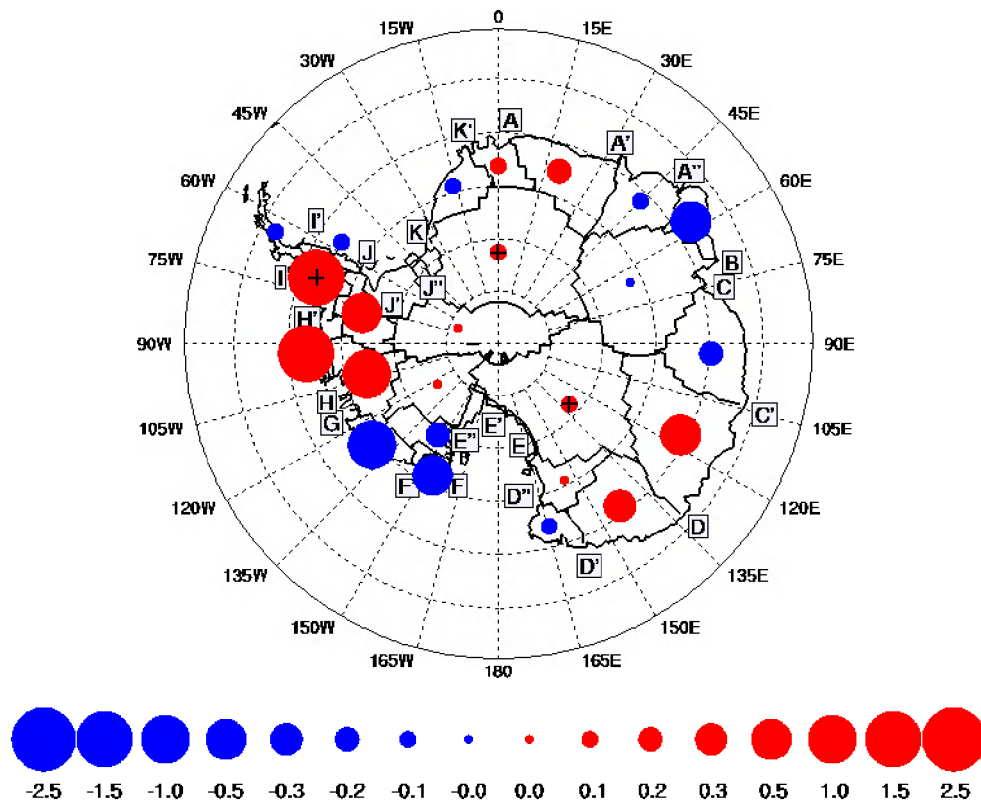 0
15W 15E
30W 30E
45W 45E
60W 60E
75W 75E
90W 90E
105W 105E
120W 120E
135W 135E
150W 150E
165W 165E
180
K' A A' A"
I' K J B
I J' J" C
H'
H G E" E' E C'
F F D" D
D'
-2.5 -1.5 -1.0 -0.5 -0.3 -0.2 -0.1 -0.0 0.0 0.1 0.2 0.3 0.5 1.0 1.5 2.5